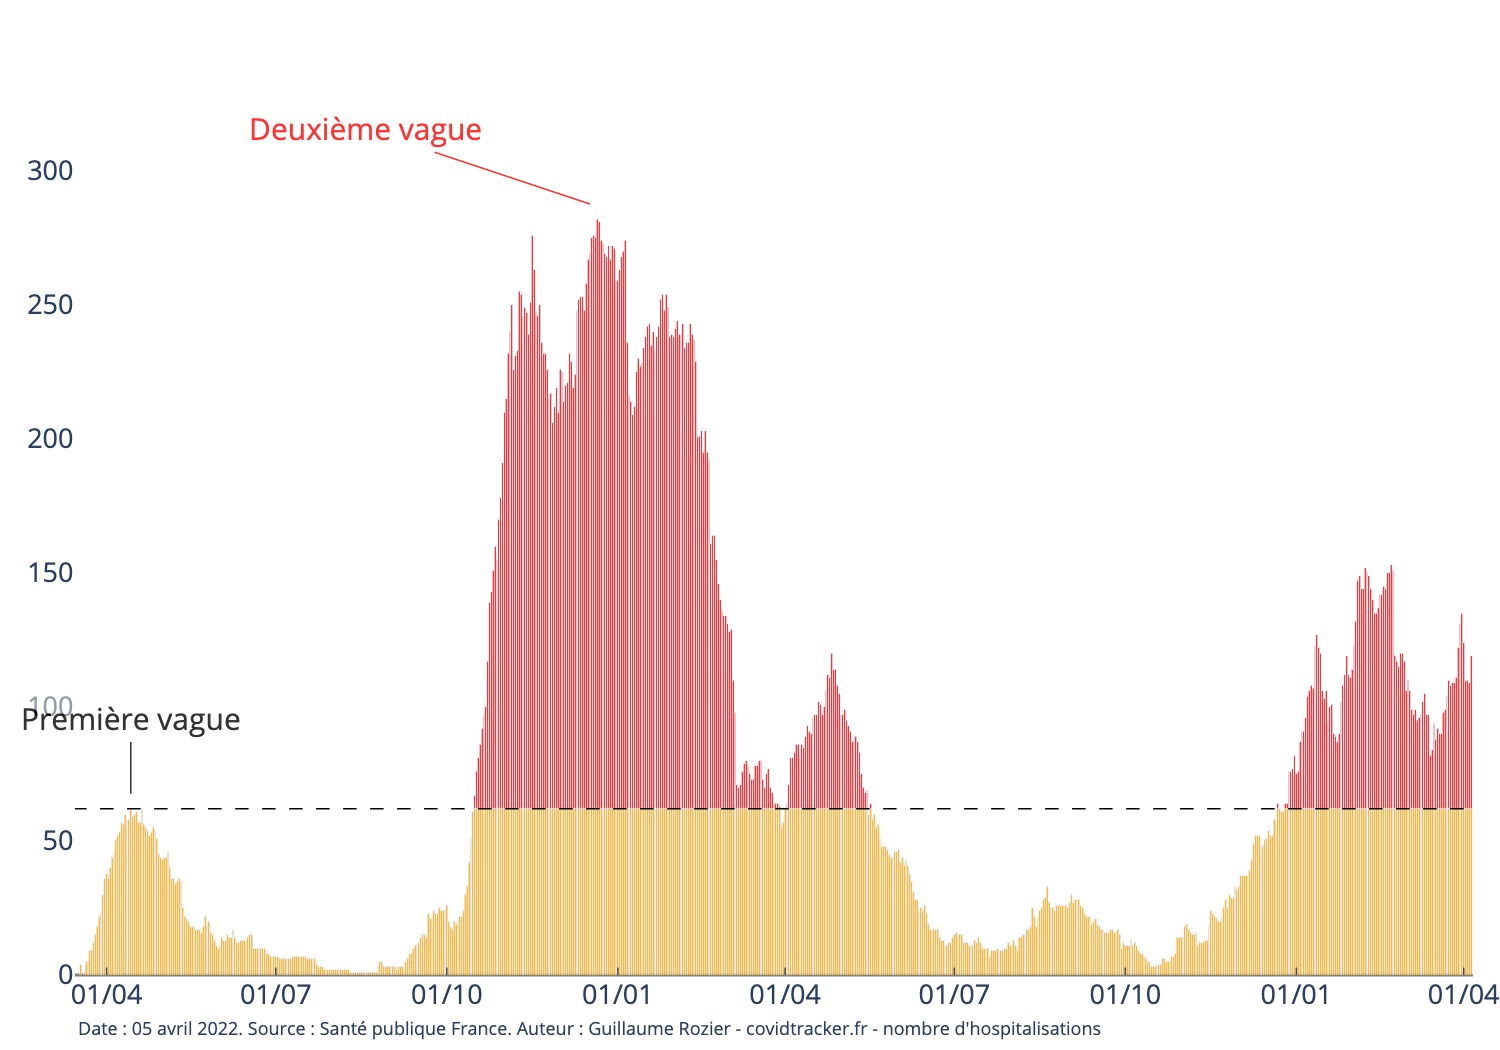 Deuxième vague
300
250
200
150
100
Première vague
50
0
01/04 01/07 01/10 01/01 01/04 01/07 01/10 01/01 01/04
Date : 05 avril 2022. Source : Santé publique France. Auteur : Guillaume Rozier - covidtracker.fr - nombre d'hospitalisations